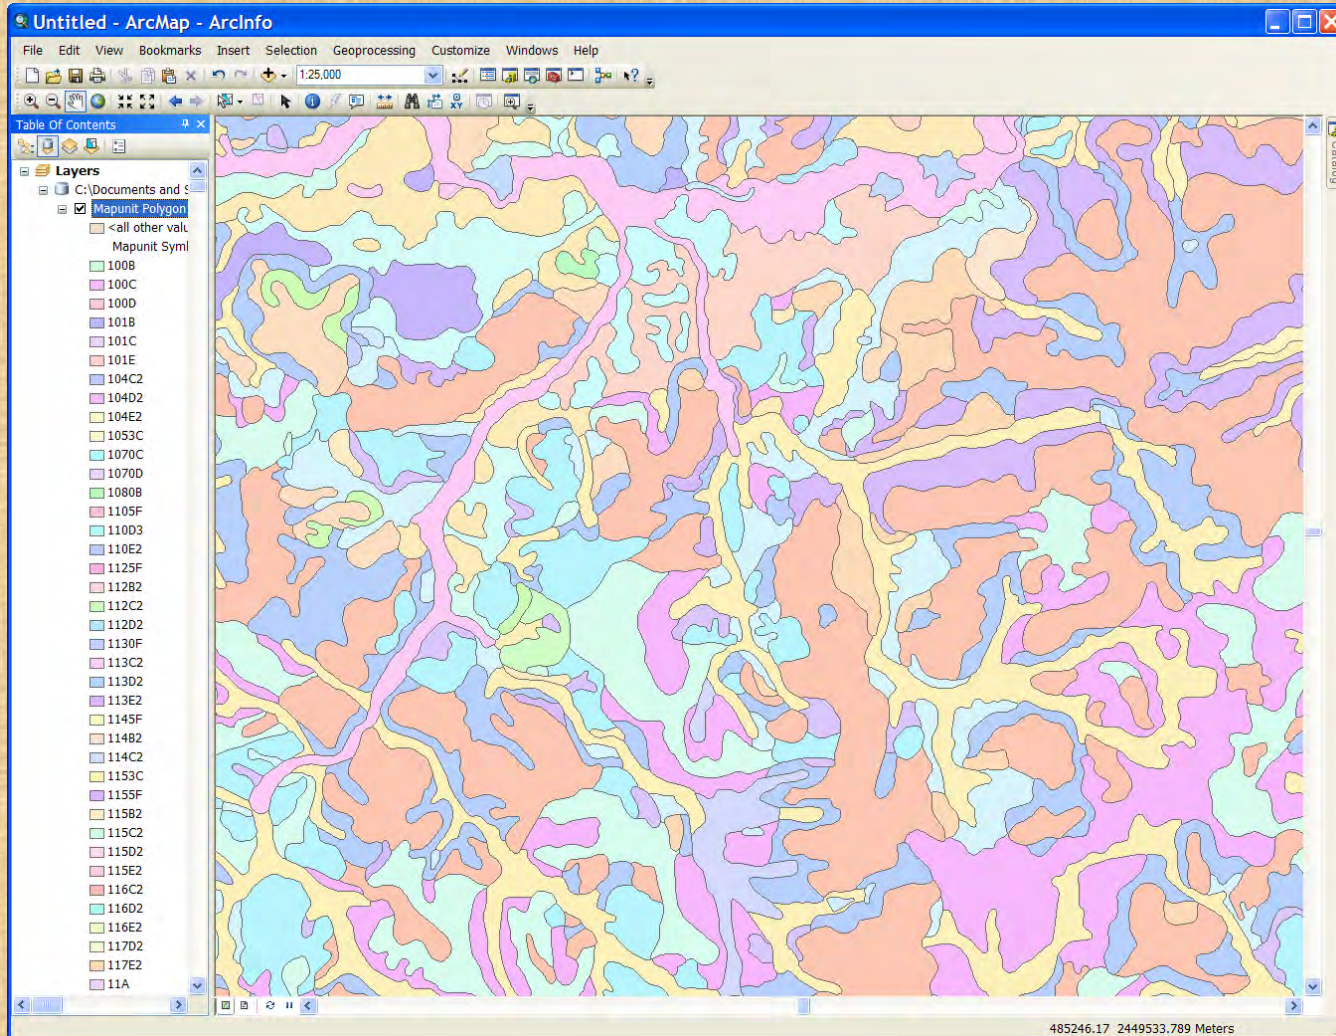 Untitled - ArcMap - ArcInfo
File Edit View Bookmarks Insert Selection Geoprocessing Customize Windows Help
1:25,000
Table Of Contents
Layers
C:\Documents and S
Mapunit Polygon
<all other valu
Mapunit Symb
100B
100C
100D
101B
101C
101E
104C2
104D2
104E2
1053C
1070C
1070D
1080B
1105F
110D3
110E2
1125F
112B2
112C2
112D2
1130F
113C2
113D2
113E2
1145F
114B2
114C2
1153C
1155F
115B2
115C2
115D2
115E2
116C2
116D2
116E2
117D2
117E2
11A
Catalog
485246.17 2449533.789 Meters